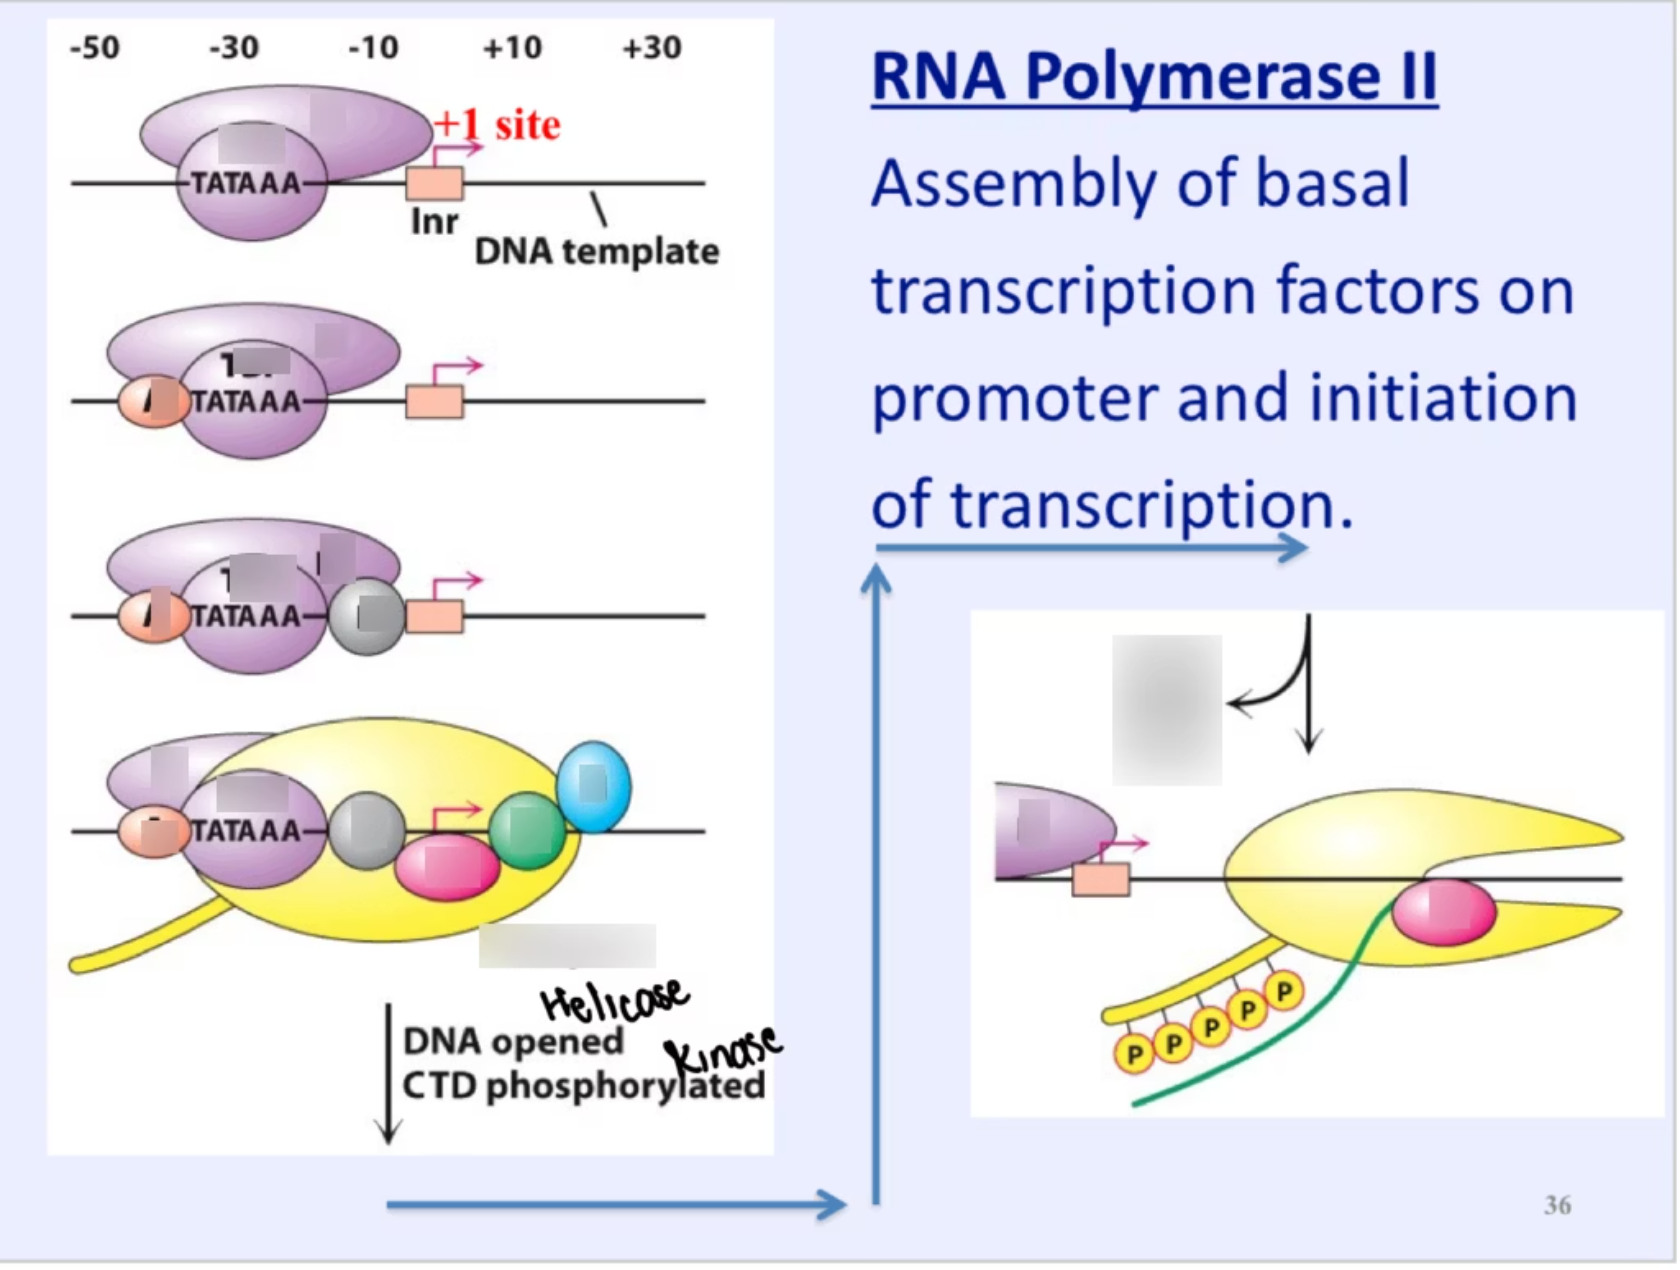 -50 -30 -10 +10 +30
+1 site
TATAAA
Inr
DNA template
TATAAA
TATAAA
TATAAA
Helicase
DNA opened
Kinase
CTD phosphorylated
RNA Polymerase II
Assembly of basal
transcription factors on
promoter and initiation
of transcription.
P P P P P
36